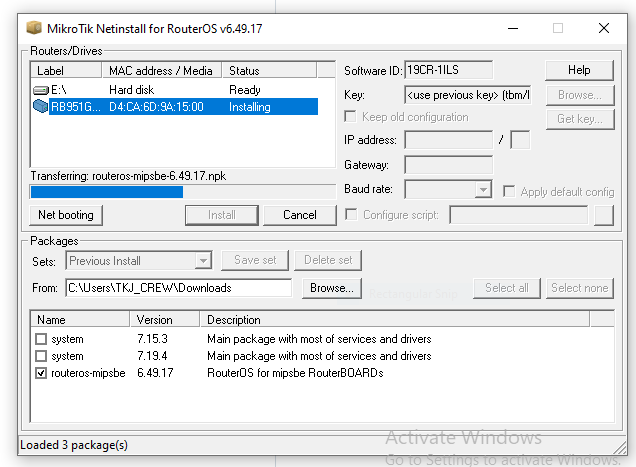 MikroTik Netinstall for RouterOS v6.49.17
Routers/Drives
Label MAC address / Media Status
E:\ Hard disk Ready
RB951G... D4:CA:6D:9A:15:00 Installing
Transferring: routeros-mipsbe-6.49.17.npk
Net booting Install Cancel
Software ID: 19CR-1ILS Help
Key: <use previous key> (tbm/l Browse...
Keep old configuration Get key...
IP address: /
Gateway:
Baud rate: Apply default config
Configure script:
Packages
Sets: Previous Install Save set Delete set
From: C:\Users\TKJ_CREW\Downloads Browse... Select all Select none
Name Version Description
system 7.15.3 Main package with most of services and drivers
system 7.19.4 Main package with most of services and drivers
routeros-mipsbe 6.49.17 RouterOS for mipsbe RouterBOARDs
Activate Windows
Go to Settings to activate Windows.
Loaded 3 package(s)